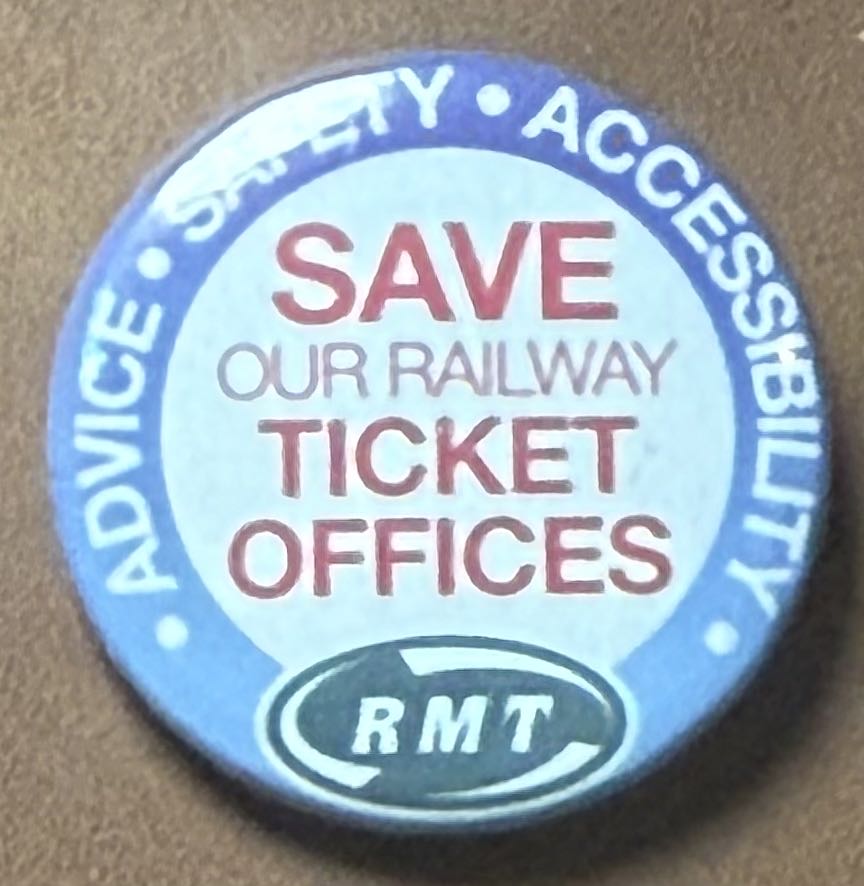 • ADVICE • SAFETY • ACCESSIBILITY •
SAVE
OUR RAILWAY
TICKET
OFFICES
RMT